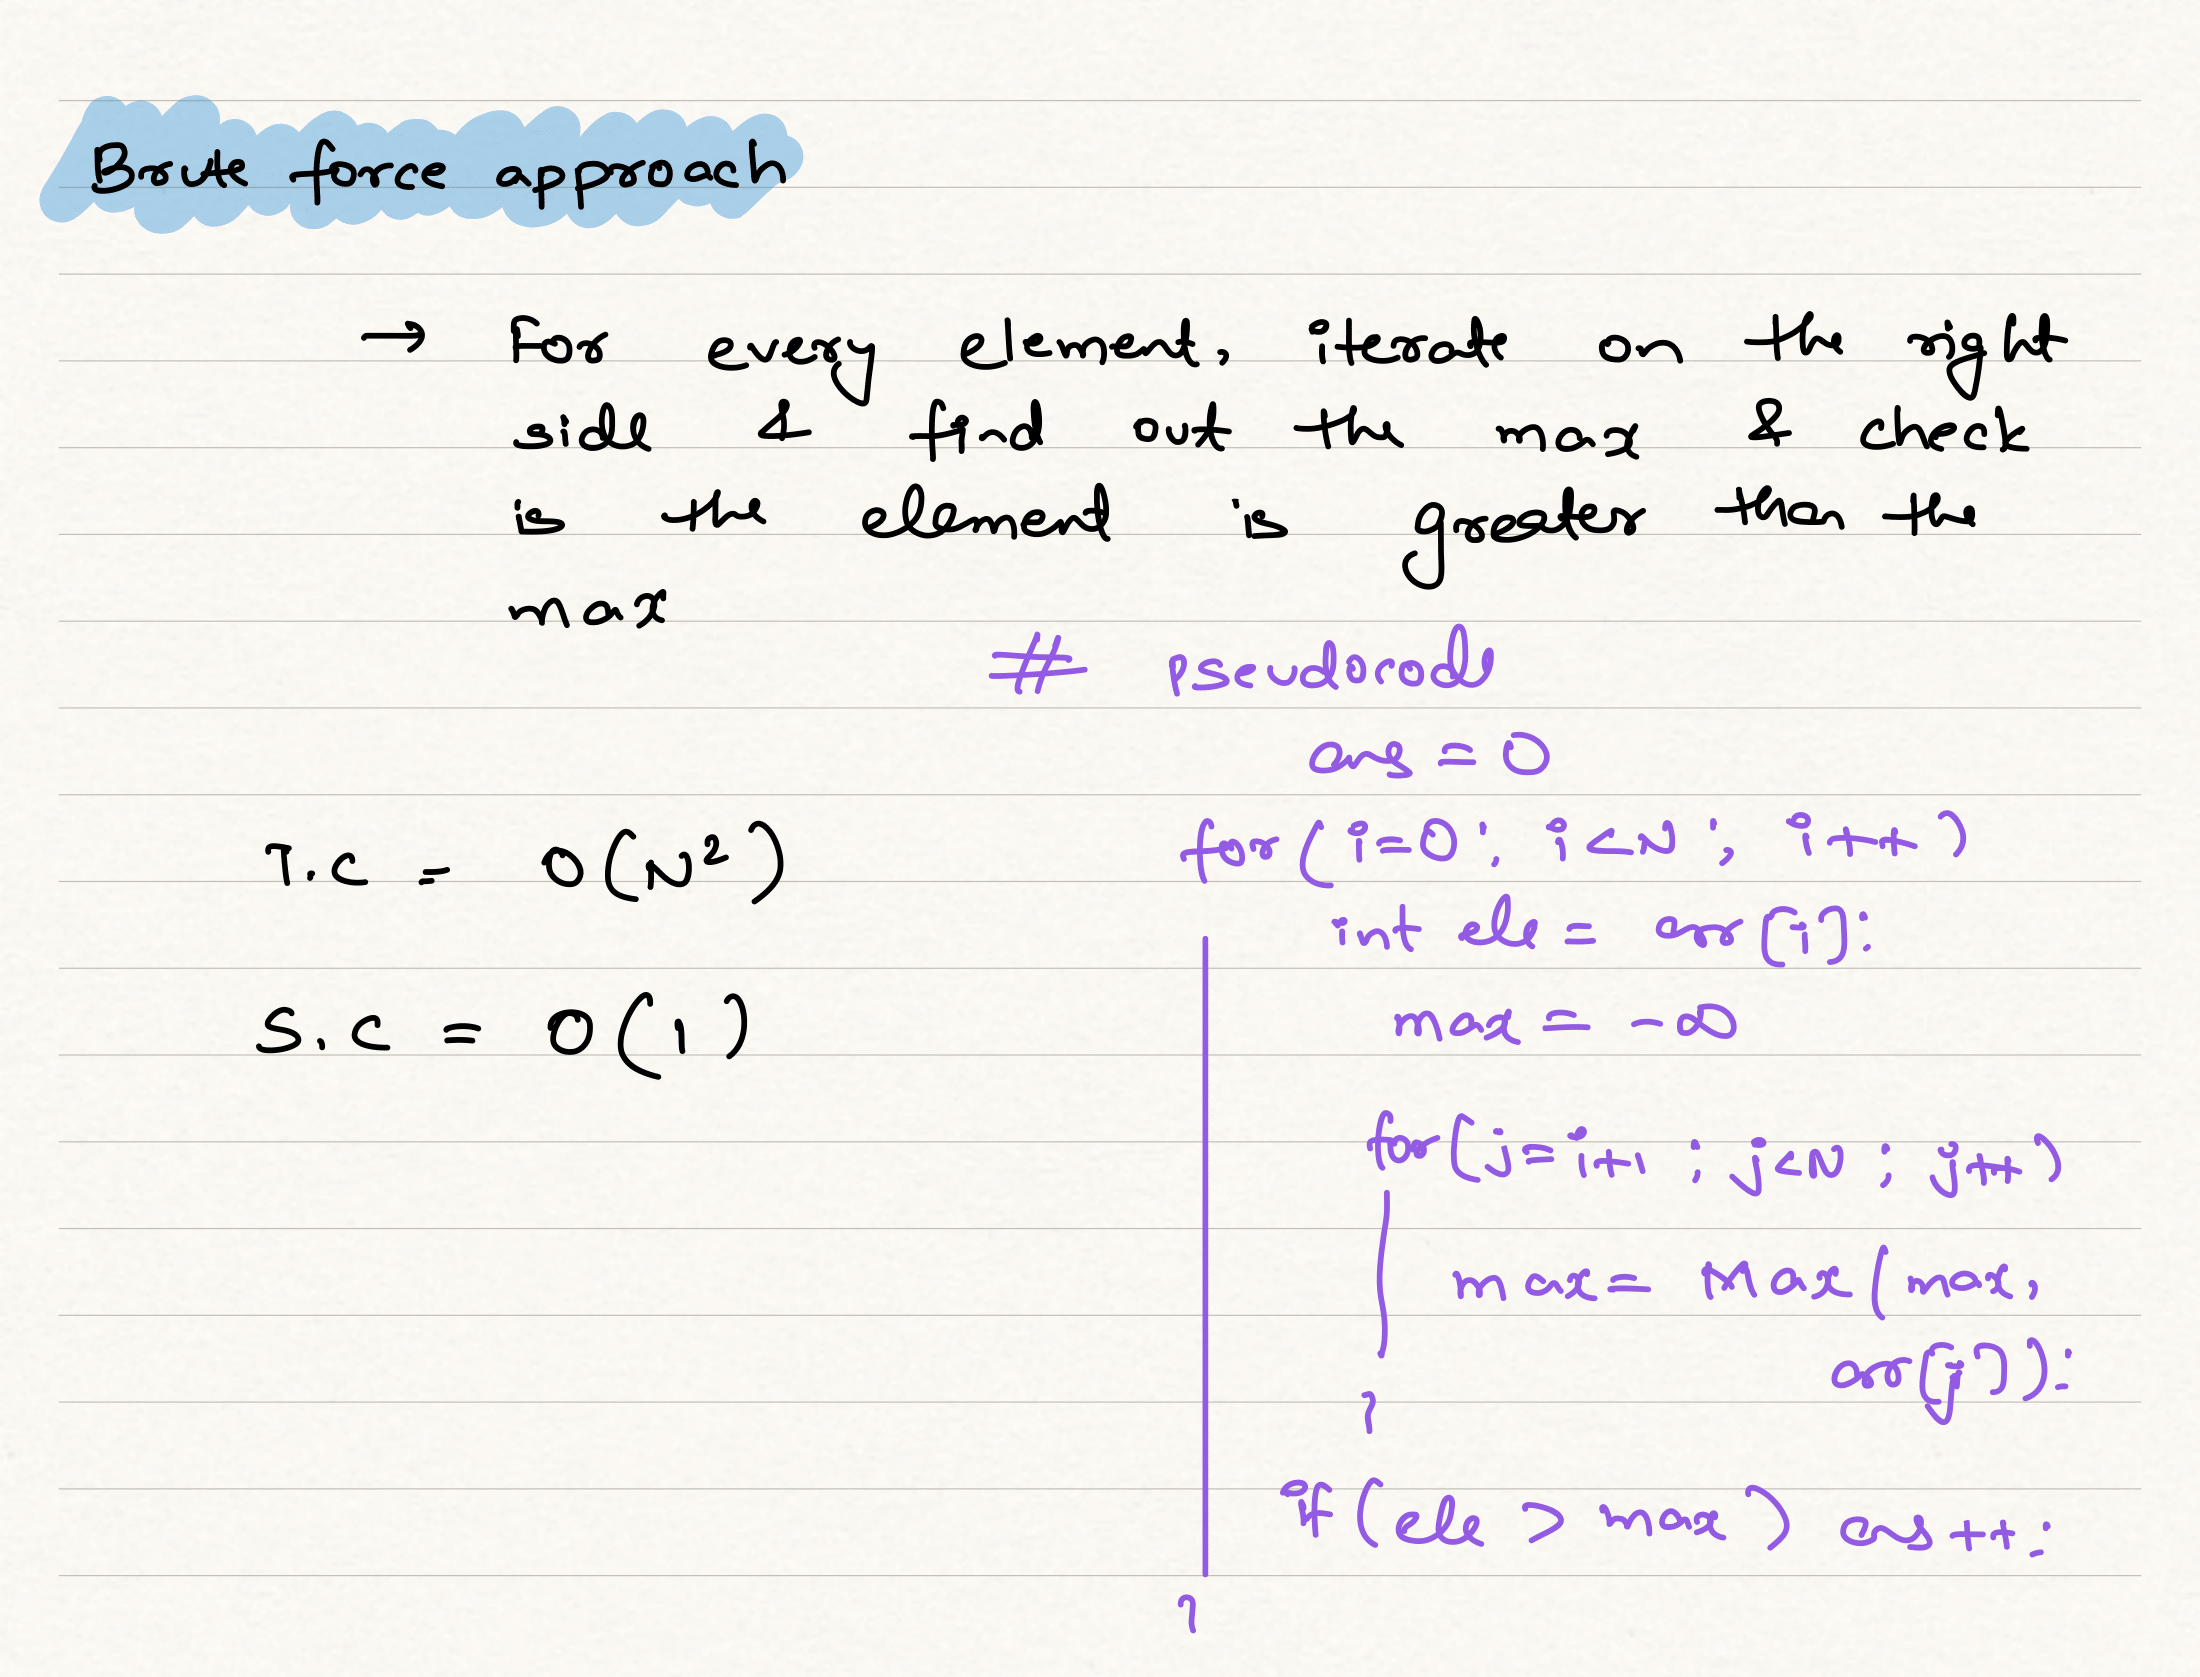 Brute force approach
→ For every element, iterate on the right
side & find out the max & check
is the element is greater than the
max
# pseudocode
ans = 0
T.C = O(N²)
for(i=0; i<N; i++)
int ele = arr[i];
max = -∞
S.C = O(1)
for(j=i+1; j<N; j++)
max = Max(max,
arr[j]);
}
if(ele > max) ans++;
}